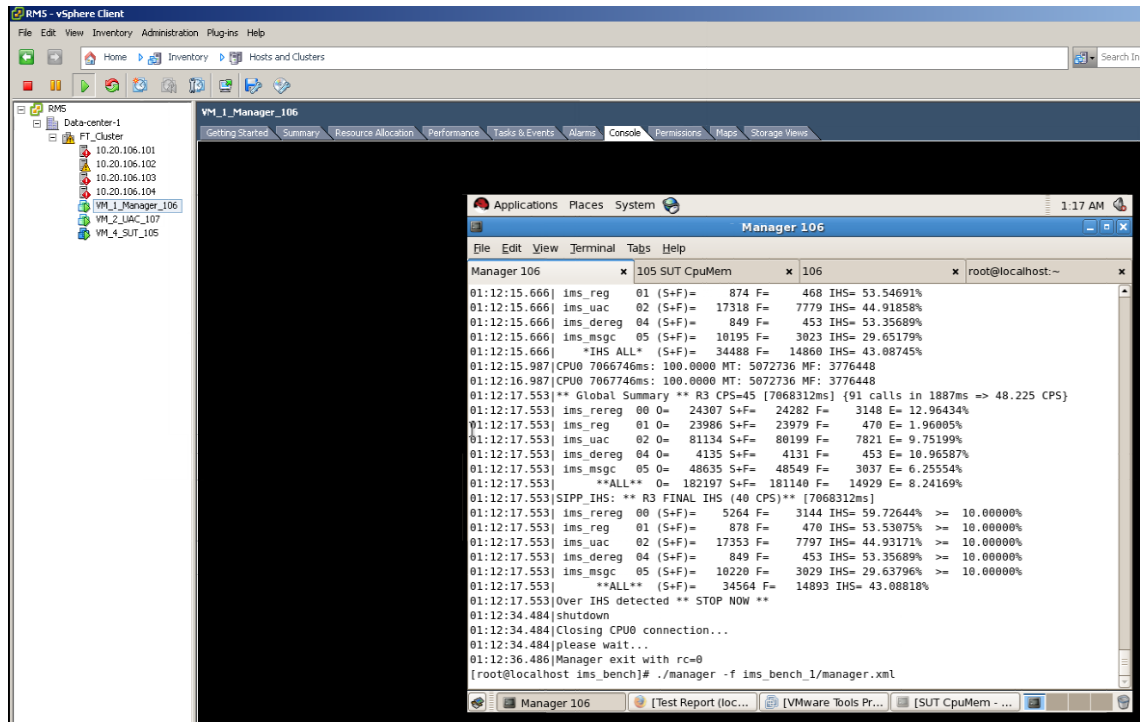 RM5 - vSphere Client
File Edit View Inventory Administration Plug-ins Help
Home Inventory Hosts and Clusters Search In
RM5
Data-center-1
FT_Cluster
10.20.106.101
10.20.106.102
10.20.106.103
10.20.106.104
VM_1_Manager_106
VM_2_UAC_107
VM_4_SUT_105
VM_1_Manager_106
Getting Started Summary Resource Allocation Performance Tasks & Events Alarms Console Permissions Maps Storage Views
Applications Places System 1:17 AM
Manager 106
File Edit View Terminal Tabs Help
Manager 106 105 SUT CpuMem 106 root@localhost:~
01:12:15.666| ims_reg 01 (S+F)= 874 F= 468 IHS= 53.54691%
01:12:15.666| ims_uac 02 (S+F)= 17318 F= 7779 IHS= 44.91858%
01:12:15.666| ims_dereg 04 (S+F)= 849 F= 453 IHS= 53.35689%
01:12:15.666| ims_msgc 05 (S+F)= 10195 F= 3023 IHS= 29.65179%
01:12:15.666| *IHS ALL* (S+F)= 34488 F= 14860 IHS= 43.08745%
01:12:15.987|CPU0 7066746ms: 100.0000 MT: 5072736 MF: 3776448
01:12:16.987|CPU0 7067746ms: 100.0000 MT: 5072736 MF: 3776448
01:12:17.553|** Global Summary ** R3 CPS=45 [7068312ms] {91 calls in 1887ms => 48.225 CPS}
01:12:17.553| ims_rereg 00 O= 24307 S+F= 24282 F= 3148 E= 12.96434%
01:12:17.553| ims_reg 01 O= 23986 S+F= 23979 F= 470 E= 1.96005%
01:12:17.553| ims_uac 02 O= 81134 S+F= 80199 F= 7821 E= 9.75199%
01:12:17.553| ims_dereg 04 O= 4135 S+F= 4131 F= 453 E= 10.96587%
01:12:17.553| ims_msgc 05 O= 48635 S+F= 48549 F= 3037 E= 6.25554%
01:12:17.553| **ALL** O= 182197 S+F= 181140 F= 14929 E= 8.24169%
01:12:17.553|SIPP_IHS: ** R3 FINAL IHS (40 CPS)** [7068312ms]
01:12:17.553| ims_rereg 00 (S+F)= 5264 F= 3144 IHS= 59.72644% >= 10.00000%
01:12:17.553| ims_reg 01 (S+F)= 878 F= 470 IHS= 53.53075% >= 10.00000%
01:12:17.553| ims_uac 02 (S+F)= 17353 F= 7797 IHS= 44.93171% >= 10.00000%
01:12:17.553| ims_dereg 04 (S+F)= 849 F= 453 IHS= 53.35689% >= 10.00000%
01:12:17.553| ims_msgc 05 (S+F)= 10220 F= 3029 IHS= 29.63796% >= 10.00000%
01:12:17.553| **ALL** (S+F)= 34564 F= 14893 IHS= 43.08818%
01:12:17.553|Over IHS detected ** STOP NOW **
01:12:34.484|shutdown
01:12:34.484|Closing CPU0 connection...
01:12:34.484|please wait...
01:12:36.486|Manager exit with rc=0
[root@localhost ims_bench]# ./manager -f ims_bench_1/manager.xml
Manager 106 [Test Report (loc... [VMware Tools Pr... [SUT CpuMem - ...